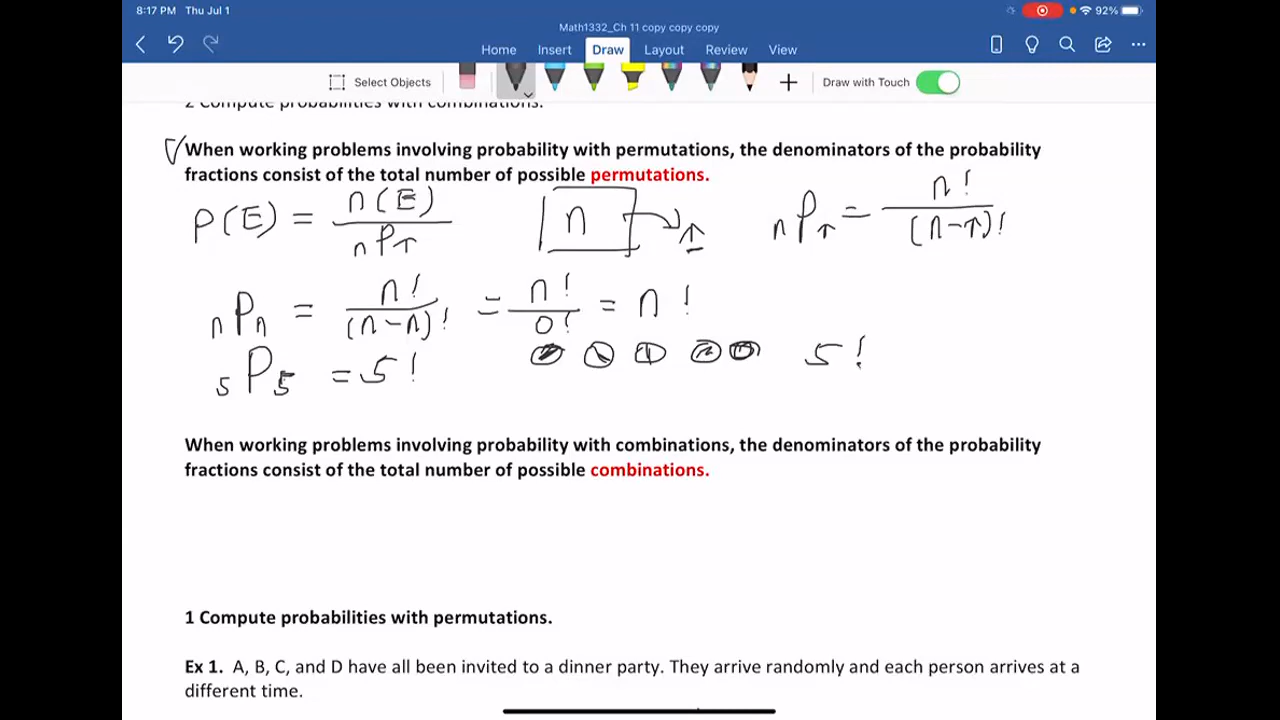 8:17 PM Thu Jul 1
92%
Math1332_Ch 11 copy copy copy
Home Insert Draw Layout Review View
Select Objects
Draw with Touch
2 Compute probabilities with combinations.
When working problems involving probability with permutations, the denominators of the probability
fractions consist of the total number of possible permutations.
P(E) = n(E) / nPr
n r
nPr = n! / (n-r)!
nPn = n! / (n-n)! = n! / 0! = n!
5P5 = 5!
5!
When working problems involving probability with combinations, the denominators of the probability
fractions consist of the total number of possible combinations.
1 Compute probabilities with permutations.
Ex 1. A, B, C, and D have all been invited to a dinner party. They arrive randomly and each person arrives at a
different time.